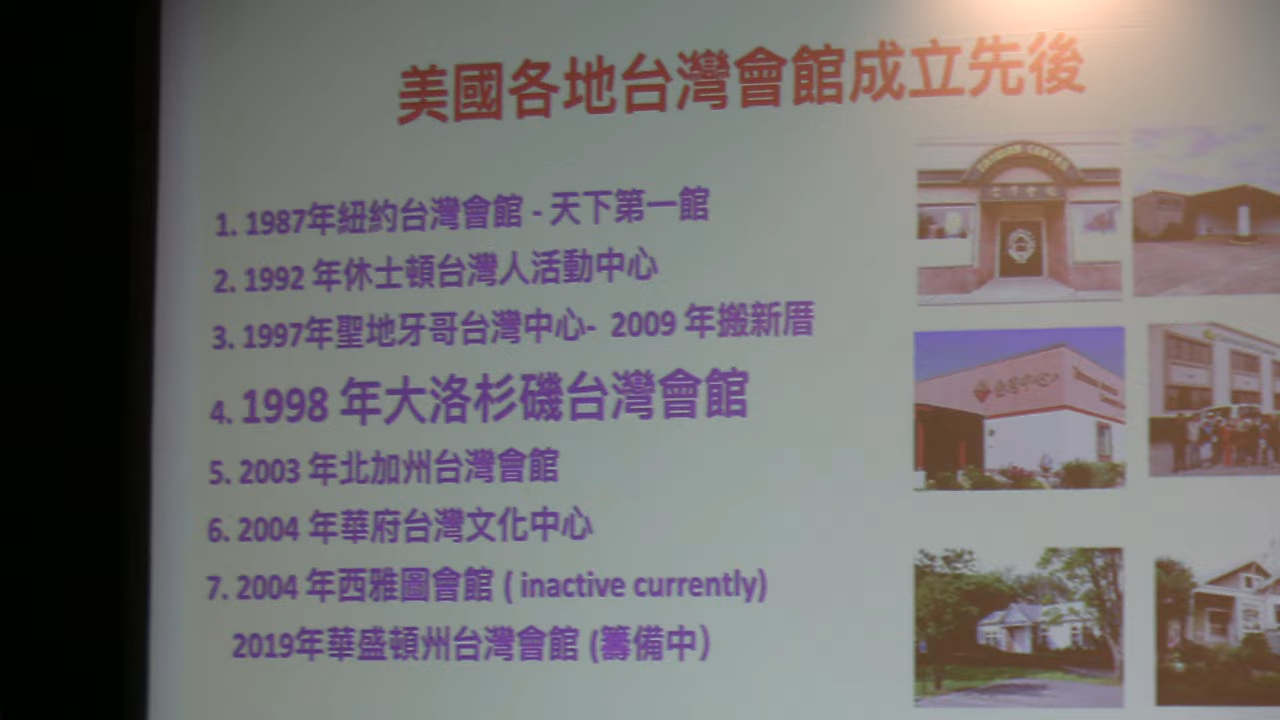 美國各地台灣會館成立先後
1. 1987年紐約台灣會館 - 天下第一館
2. 1992 年休士頓台灣人活動中心
3. 1997年聖地牙哥台灣中心- 2009 年搬新厝
4. 1998 年大洛杉磯台灣會館
5. 2003 年北加州台灣會館
6. 2004 年華府台灣文化中心
7. 2004 年西雅圖會館 ( inactive currently)
2019年華盛頓州台灣會館 (籌備中)